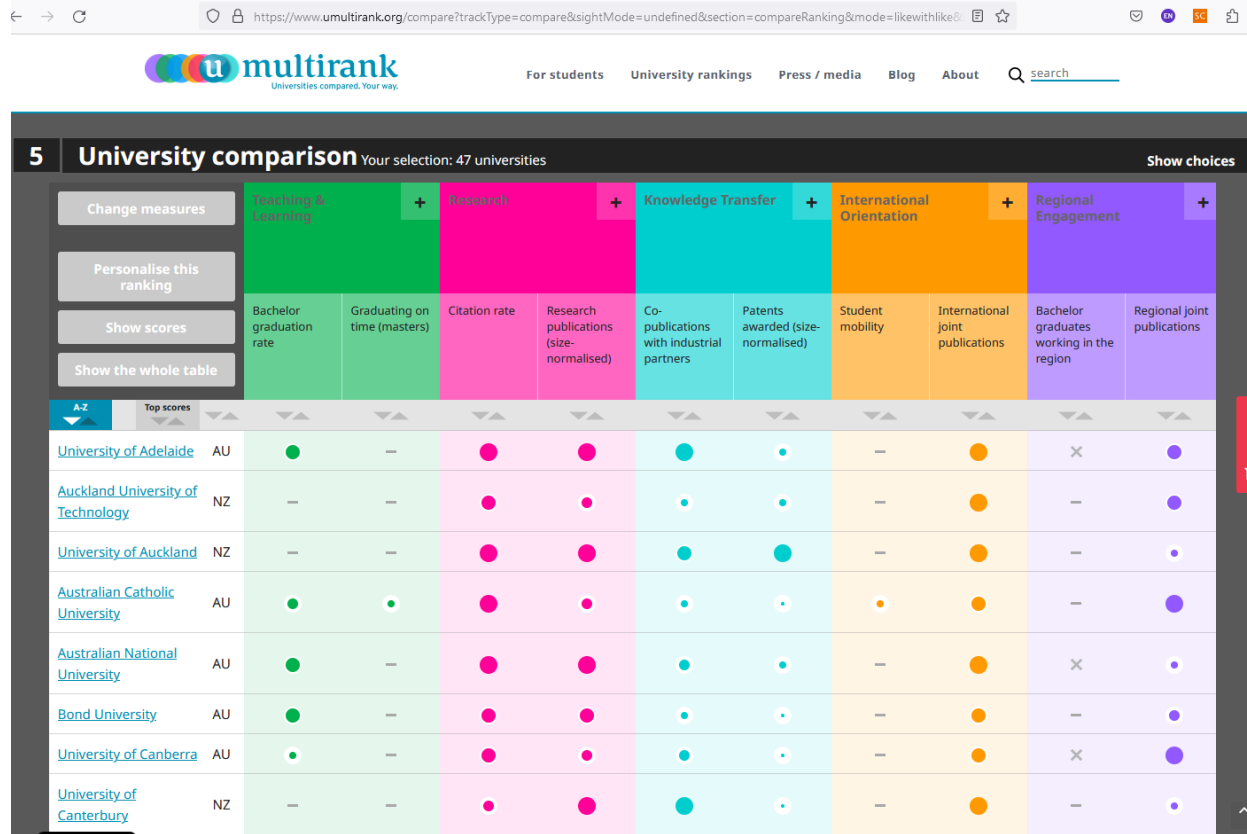 https://www.umultirank.org/compare?trackType=compare&sightMode=undefined&section=compareRanking&mode=likewithlike&
EN
SC
u multirank
Universities compared. Your way.
For students University rankings Press / media Blog About search
5 University comparison Your selection: 47 universities Show choices
Change measures
Personalise this
ranking
Show scores
Show the whole table
Teaching &
Learning
+
Research
+
Knowledge Transfer
+
International
Orientation
+
Regional
Engagement
+
Bachelor
graduation
rate
Graduating on
time (masters)
Citation rate
Research
publications
(size-
normalised)
Co-
publications
with industrial
partners
Patents
awarded (size-
normalised)
Student
mobility
International
joint
publications
Bachelor
graduates
working in the
region
Regional joint
publications
A-Z Top scores
University of Adelaide AU
Auckland University of
Technology
NZ
University of Auckland NZ
Australian Catholic
University
AU
Australian National
University
AU
Bond University AU
University of Canberra AU
University of
Canterbury
NZ